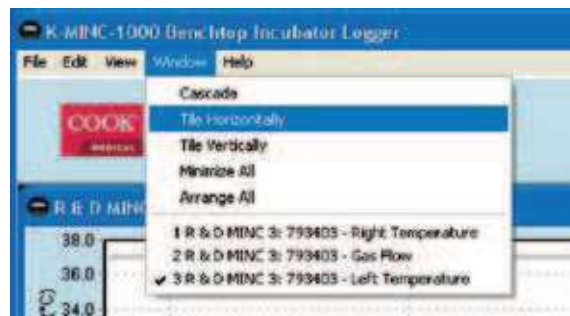 K-MINC-1000 Benchtop Incubator Logger
File Edit View Window Help
Cascade
COOK
Tile Horizontally
MEDICAL
Tile Vertically
Minimize All
Arrange All
R & D MINC
1 R & D MINC 3: 793403 - Right Temperature
38.0
2 R & D MINC 3: 793403 - Gas Flow
36.0
3 R & D MINC 3: 793403 - Left Temperature
(°C)
34.0